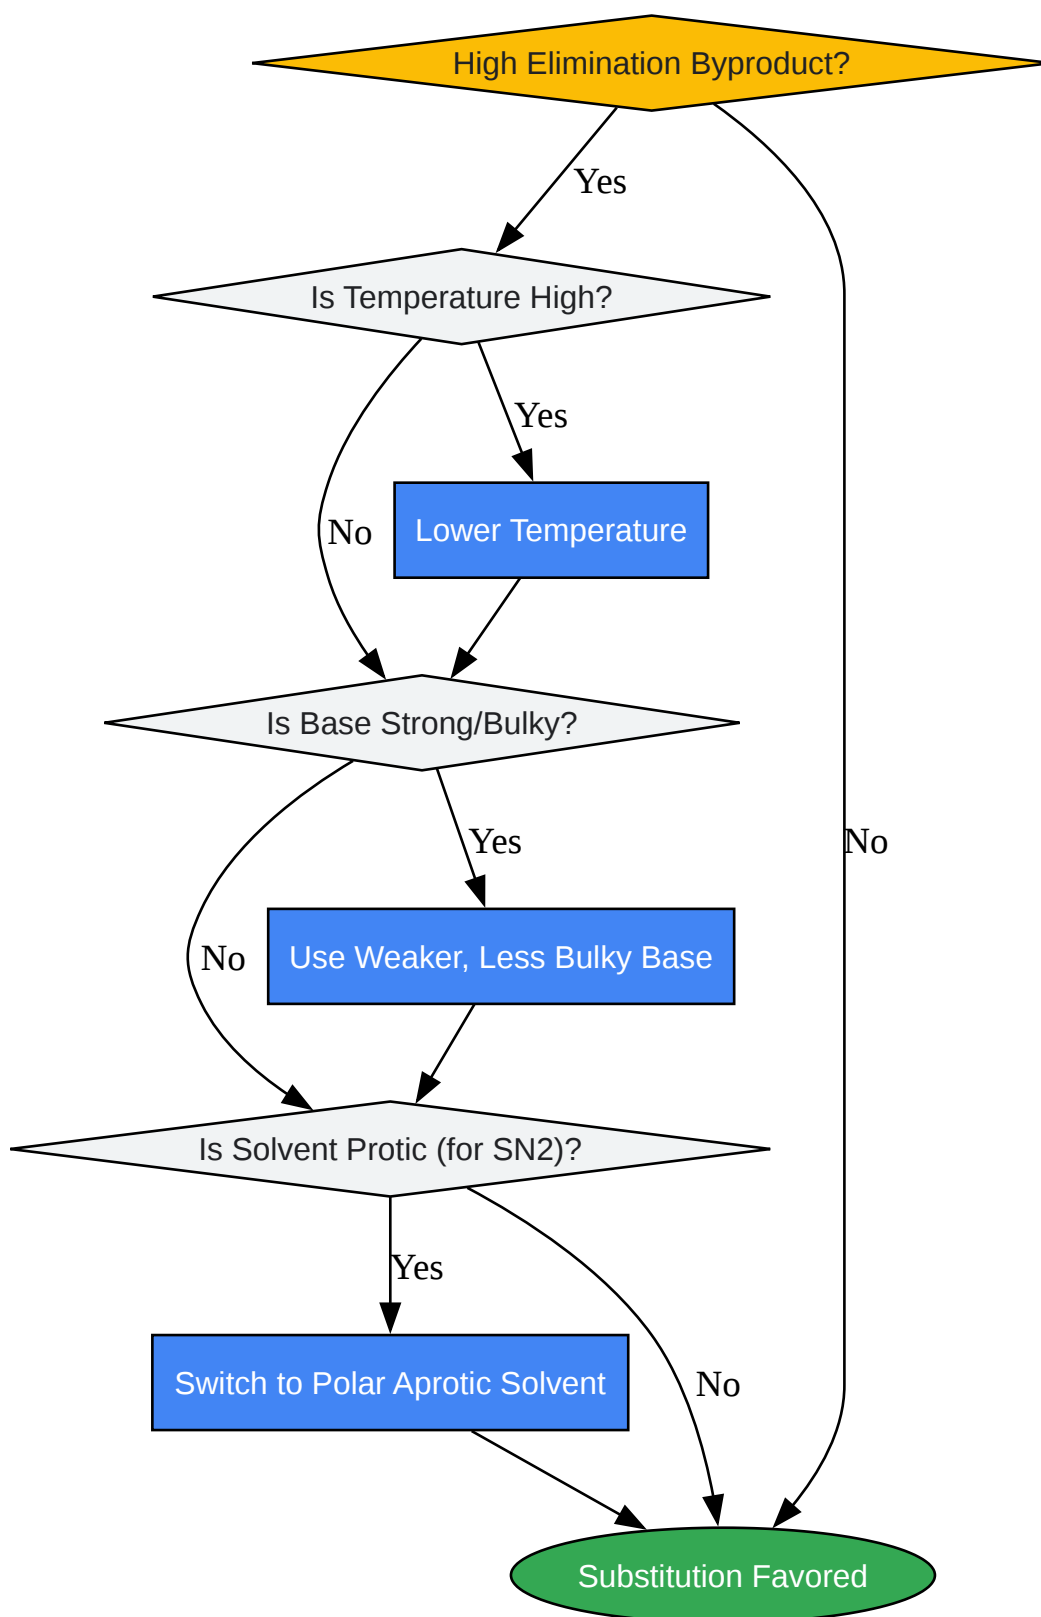 High Elimination Byproduct?
Yes
Is Temperature High?
Yes
Lower Temperature
No
Is Base Strong/Bulky?
Yes
No
Use Weaker, Less Bulky Base
No
Is Solvent Protic (for SN2)?
Yes
Switch to Polar Aprotic Solvent
No
Substitution Favored